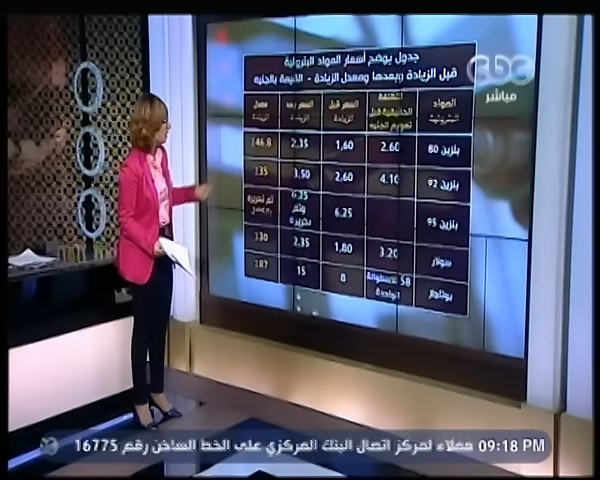 CBC
مباشر
جدول يوضح أسعار المواد البترولية
قبل الزيادة وبعدها ومعدل الزيادة - القيمة بالجنيه
المواد البترولية التكلفة الحقيقية قبل تعويم الجنيه السعر قبل الزيادة السعر بعد الزيادة معدل الزيادة
بنزين 80 2.60 1,60 2.35 %46.8
بنزين 92 4.10 2,60 3,50 %35
بنزين 95 6.25 6.25 وتم تحريره
سولار 3.20 1,80 2.35 %30
بوتاجاز 58 للأسطوانة الواحدة 8 15 %87
09:18 PM عملاء لمركز اتصال البنك المركزي على الخط الساخن رقم 16775